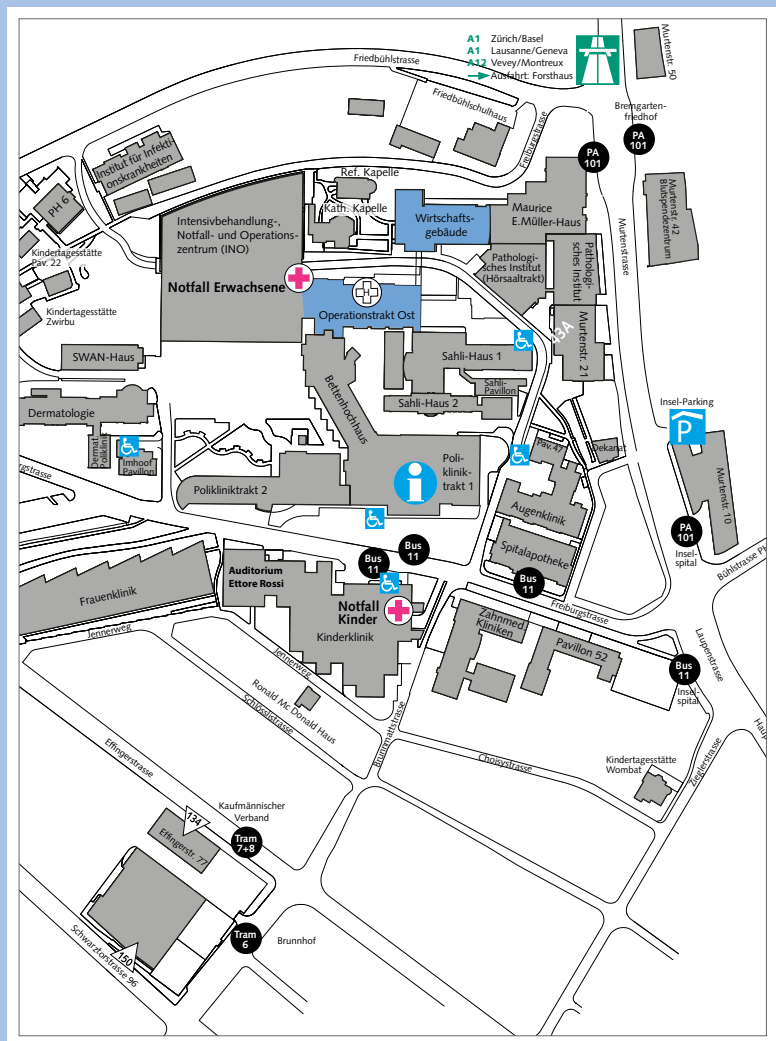 A1 Zürich/Basel
A1 Lausanne/Geneva
A12 Vevey/Montreux
Ausfahrt: Forsthaus
Murtenstr. 50
Friedbühlstrasse
Friedbühlschulhaus
Freiburgstrasse
Bremgarten-
friedhof
PA
101
PA
101
Institut für Infekti-
onskrankheiten
PH 6
Ref. Kapelle
Kath. Kapelle
Wirtschafts-
gebäude
Maurice
E.Müller-Haus
Murtenstr. 42
Blutspendezentrum
Murtenstrasse
Intensivbehandlung-,
Notfall- und Operations-
zentrum (INO)
Kindertagesstätte
Pav. 22
Notfall Erwachsene
Pathologi-
sches Institut
(Hörsaaltrakt)
Pathologi-
sches Institut
H
Operationstrakt Ost
Kindertagesstätte
Zwirbu
43A
Murtenstr. 21
SWAN-Haus
Sahli-Haus 1
Sahli-
Pavillon
Sahli-Haus 2
Bettenhochhaus
Insel-Parking
P
Dermatologie
Dermat.
Poliklinik
Imhoof
Pavillon
Pav. 47
Dekanat
Murtenstr. 10
Polikliniktrakt 2
Poli-
klinik-
trakt 1
i
Augenklinik
Spitalapotheke
PA
101
Insel-
spital
Bühlstrasse
Bus
11
Bus
11
Bus
11
Auditorium
Ettore Rossi
Frauenklinik
Notfall
Kinder
Kinderklinik
Freiburgstrasse
Zahnmed
Kliniken
Pavillon 52
Laupenstrasse
Bus
11
Insel-
spital
Jennerweg
Jennerweg
Ronald Mc Donald Haus
Schlösslistrasse
Brunnmattstrasse
Effingerstrasse
Choisystrasse
Kindertagesstätte
Wombat
Zieglerstrasse
Kaufmännischer
Verband
134
Effingerstr. 77
Tram
7+8
150
Schwarztorstrasse 96
Tram
6
Brunnhof